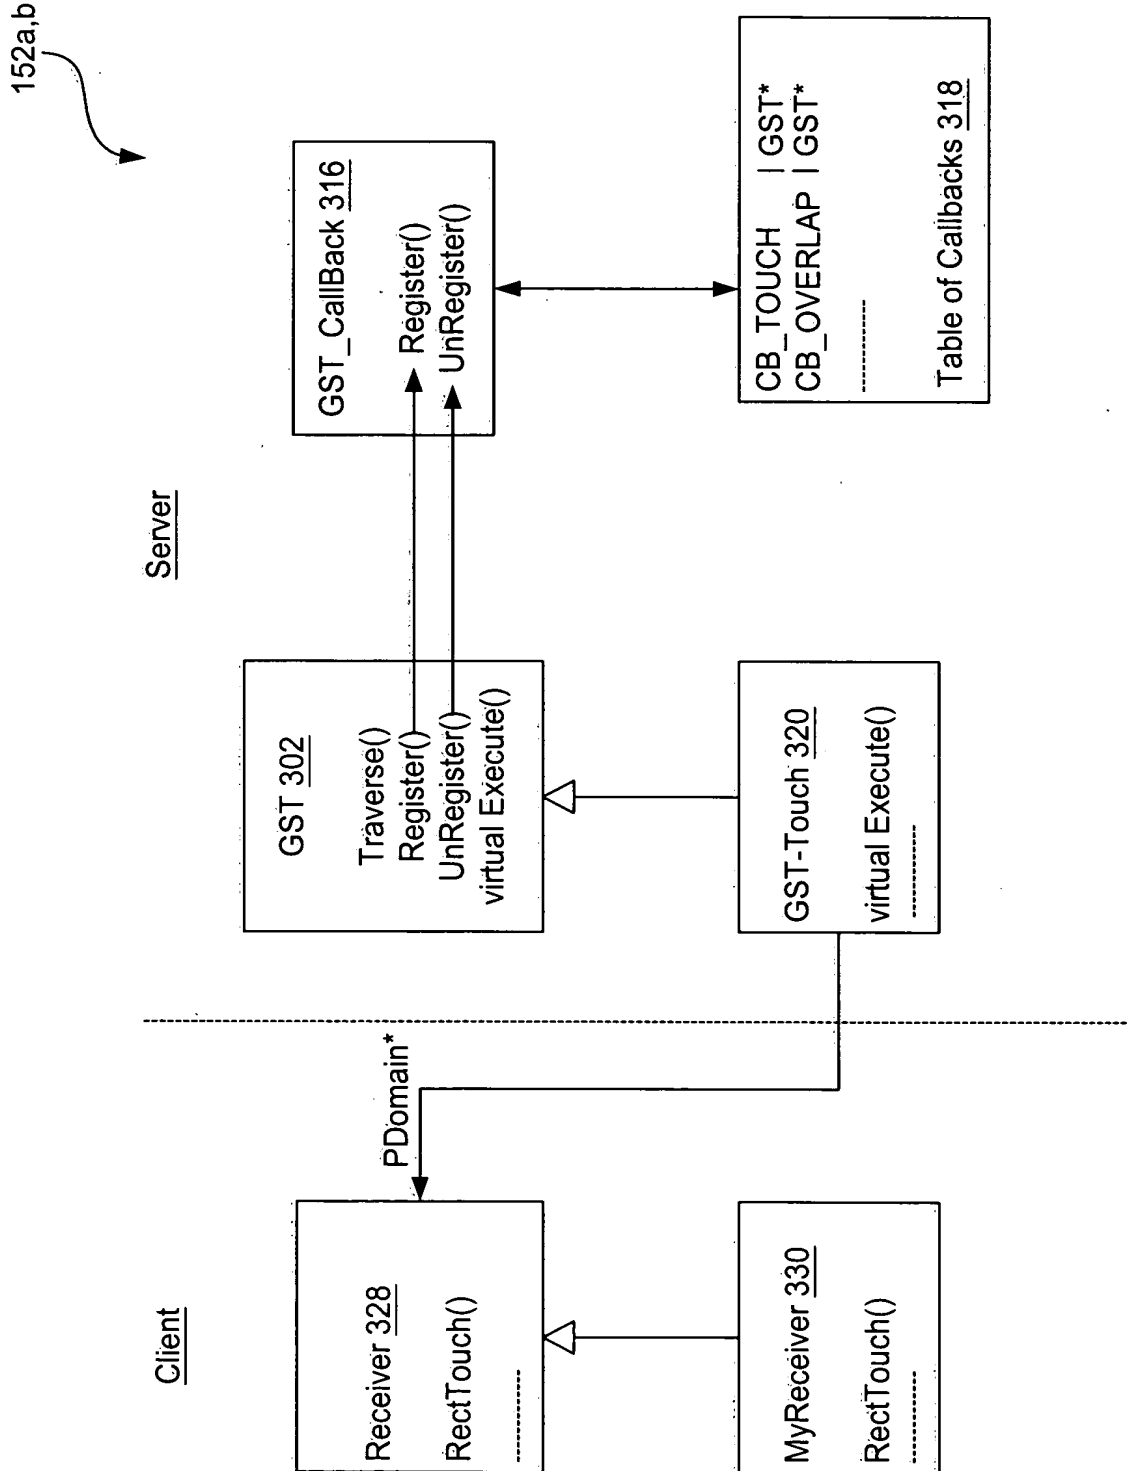 152a,b
Client
Server
Receiver 328
RectTouch()
MyReceiver 330
RectTouch()
PDomain*
GST 302
Traverse()
Register()
UnRegister()
virtual Execute()
GST-Touch 320
virtual Execute()
GST_CallBack 316
Register()
UnRegister()
CB_TOUCH | GST*
CB_OVERLAP | GST*
Table of Callbacks 318